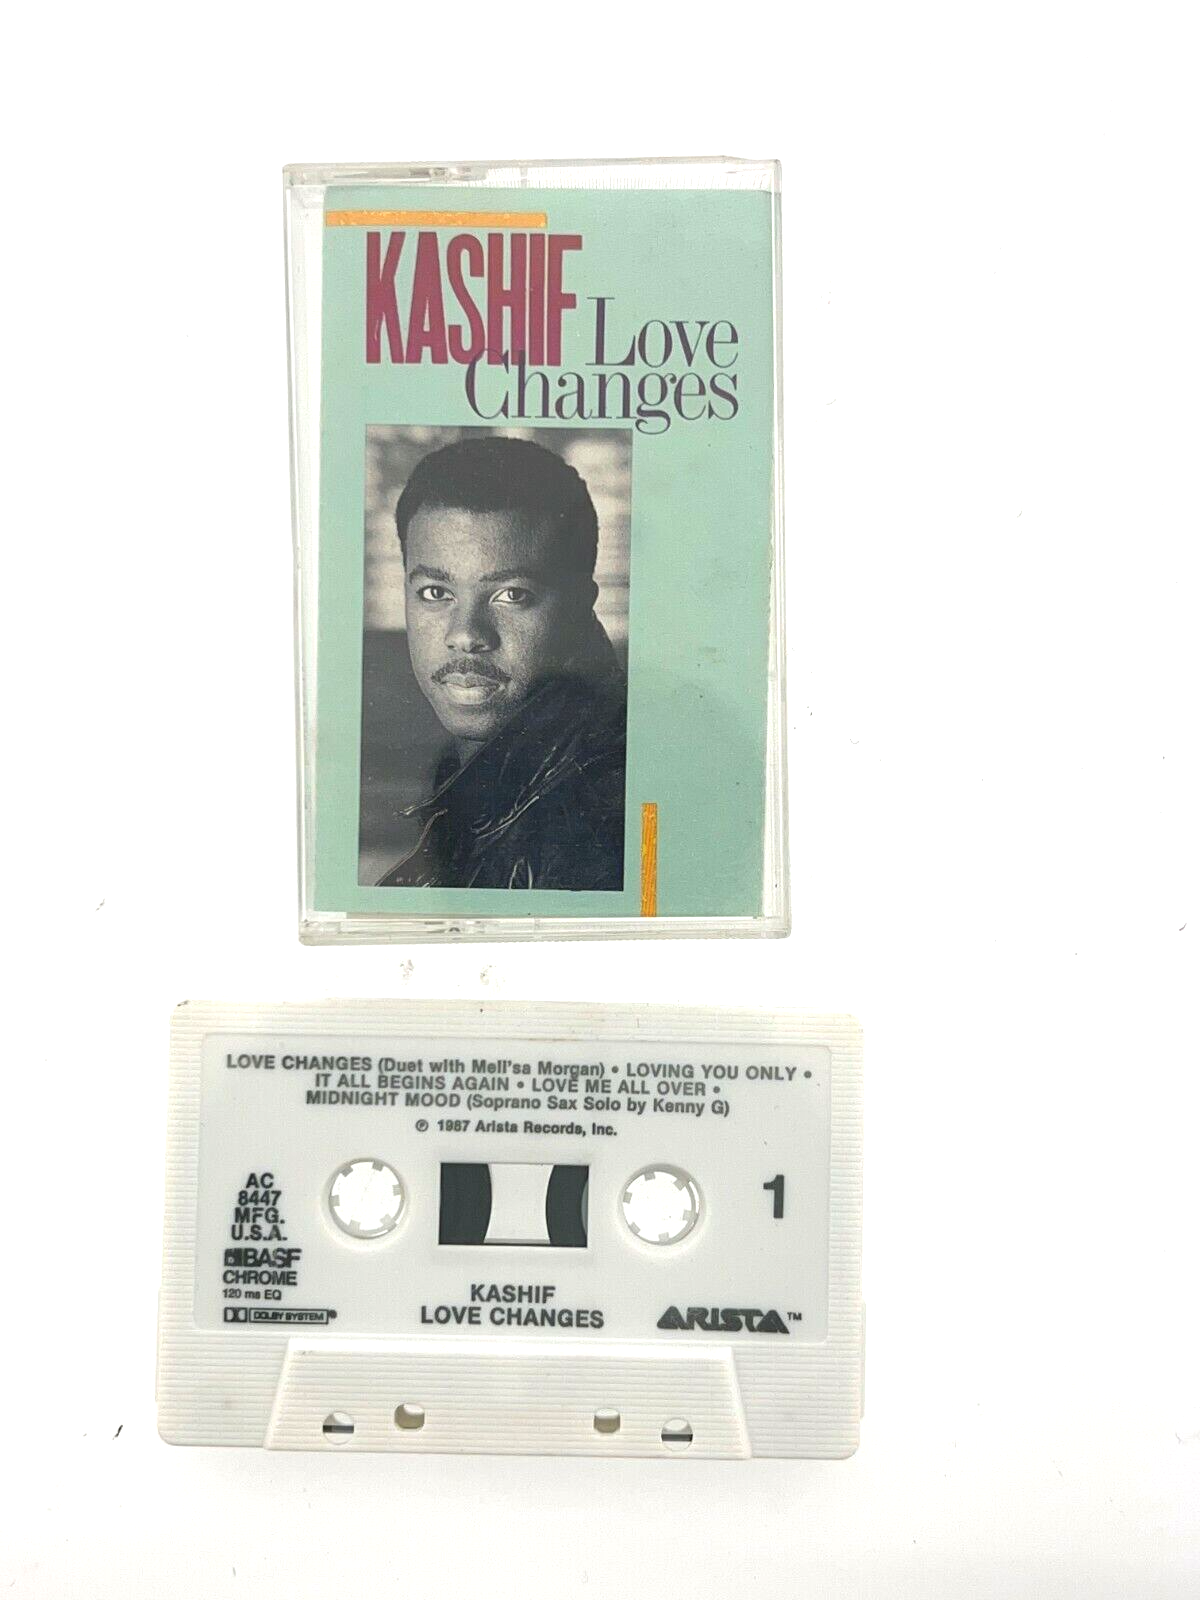 KASHIF
Love
Changes
LOVE CHANGES (Duet with Meli'sa Morgan) • LOVING YOU ONLY •
IT ALL BEGINS AGAIN • LOVE ME ALL OVER •
MIDNIGHT MOOD (Soprano Sax Solo by Kenny G)
℗ 1987 Arista Records, Inc.
AC
8447
MFG.
U.S.A.
BASF
CHROME
120 ms EQ
DOLBY SYSTEM®
1
KASHIF
LOVE CHANGES
ARISTA™